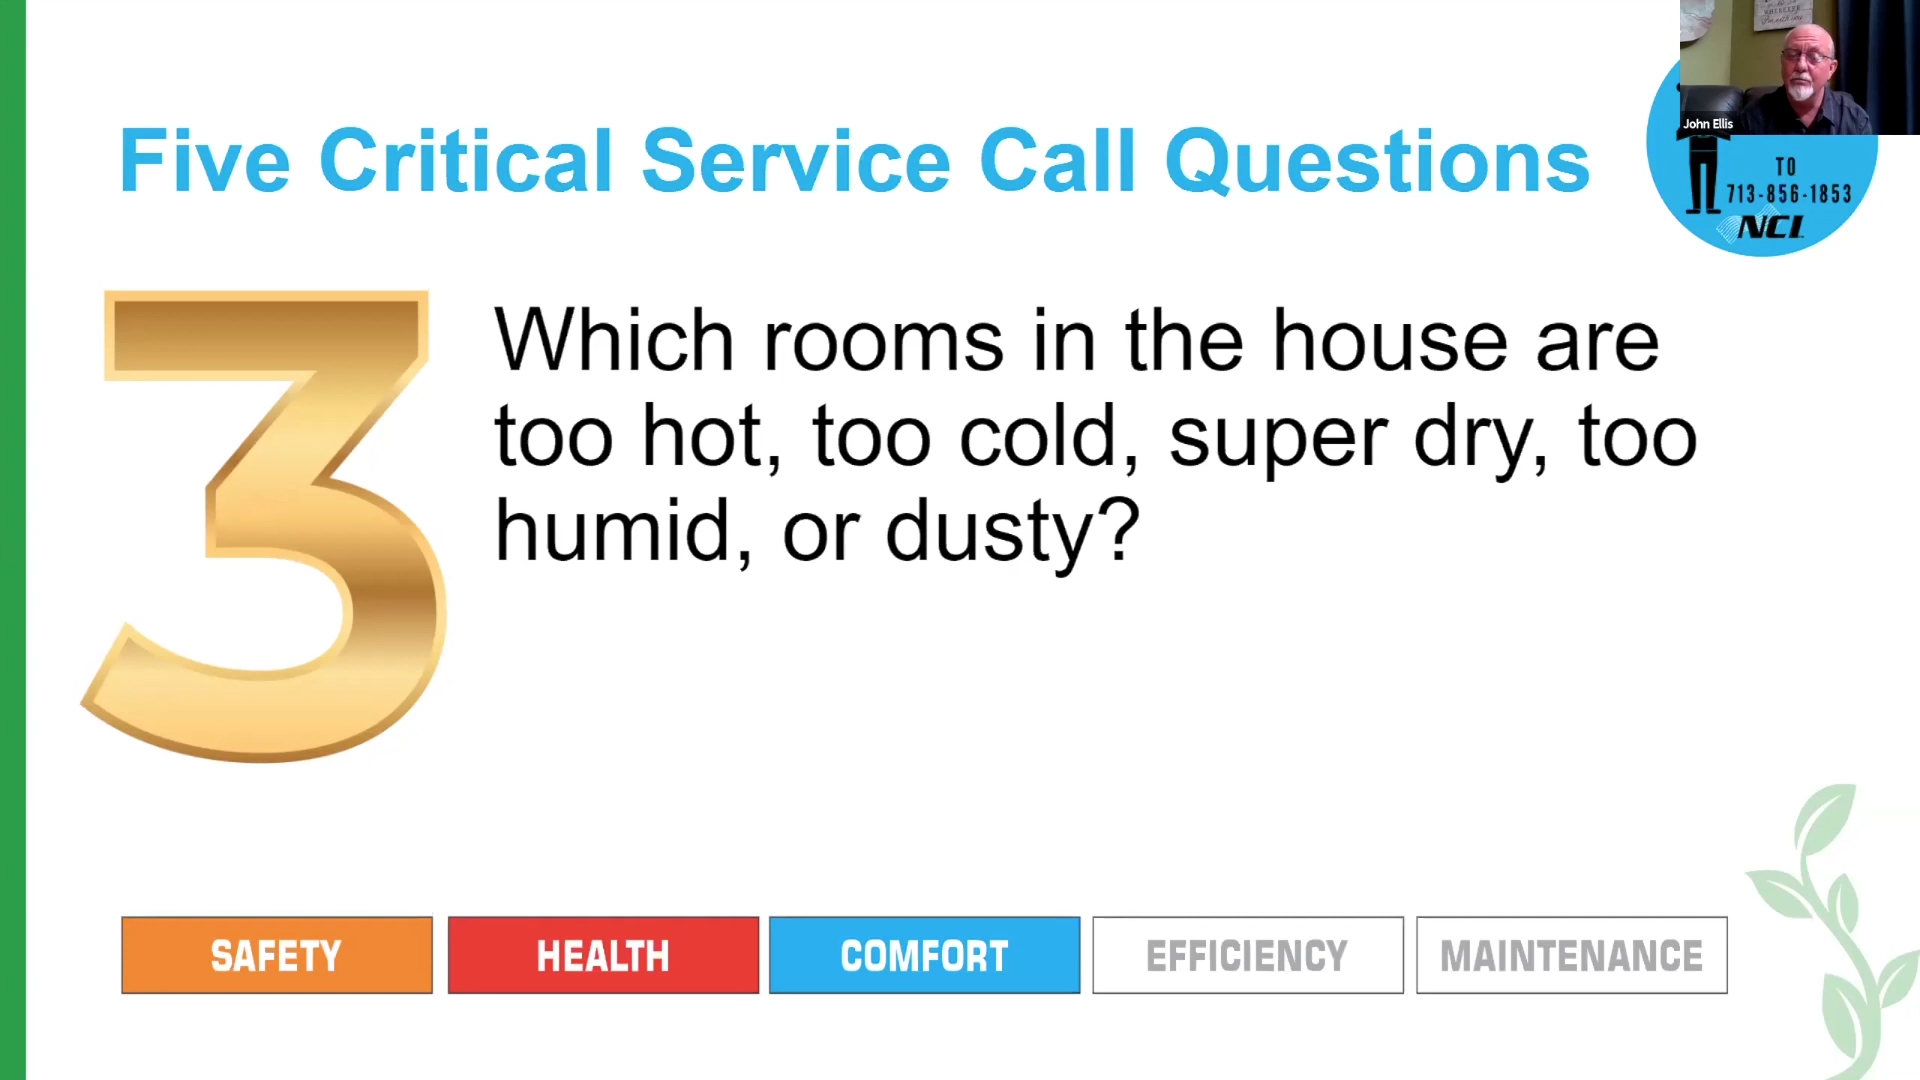 Five Critical Service Call Questions
John Ellis
TO
713-856-1853
NCI
3
Which rooms in the house are
too hot, too cold, super dry, too
humid, or dusty?
SAFETY
HEALTH
COMFORT
EFFICIENCY
MAINTENANCE